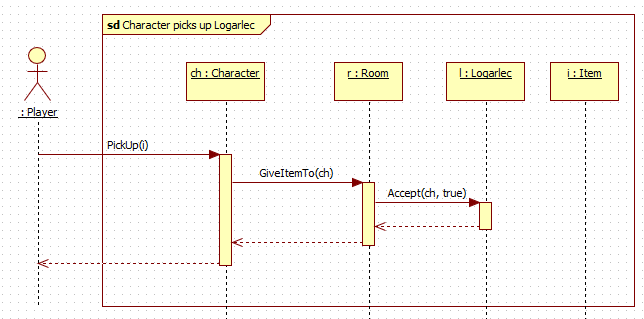 sd Character picks up Logarlec
ch : Character
r : Room
l : Logarlec
i : Item
: Player
PickUp(i)
GiveItemTo(ch)
Accept(ch, true)